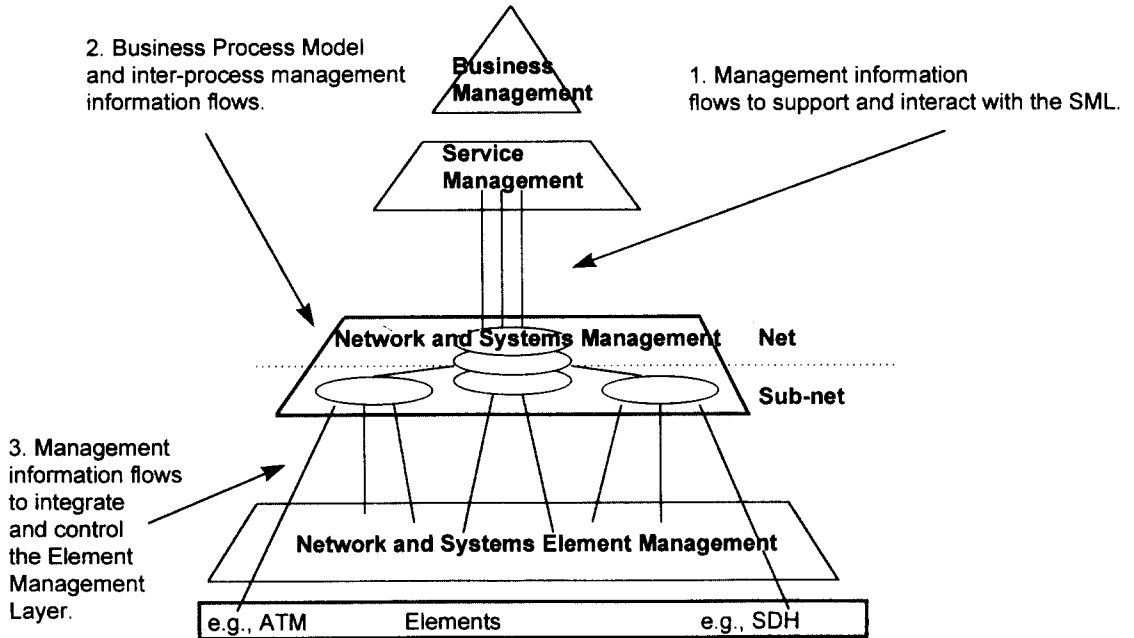 2. Business Process Model
and inter-process management
information flows.
Business
Management
1. Management information
flows to support and interact with the SML.
Service
Management
Network and Systems Management
Net
Sub-net
3. Management
information flows
to integrate
and control
the Element
Management
Layer.
Network and Systems Element Management
e.g., ATM
Elements
e.g., SDH